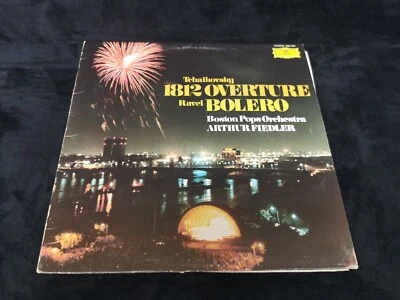 Tchaikovsky
1812 OVERTURE
Ravel BOLERO
Boston Pops Orchestra
ARTHUR FIEDLER